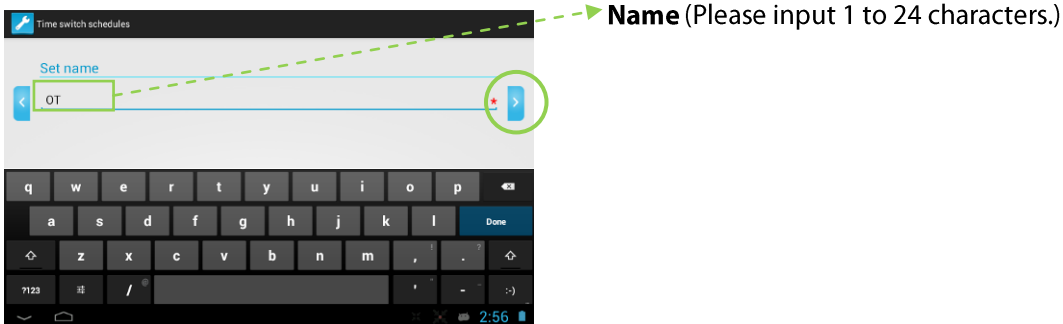 Time switch schedules
Name (Please input 1 to 24 characters.)
Set name
OT
*
q w e r t y u i o p
a s d f g h j k l Done
z x c v b n m , ! . ?
?123 / @ ' - :-)
2:56